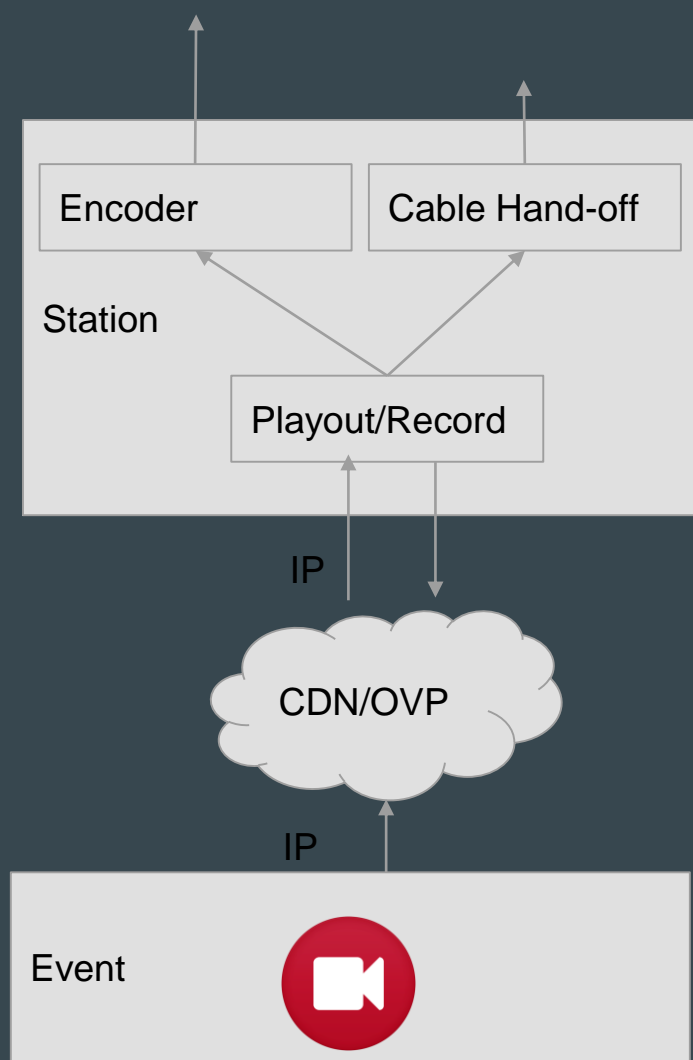 Encoder
Cable Hand-off
Station
Playout/Record
IP
CDN/OVP
IP
Event